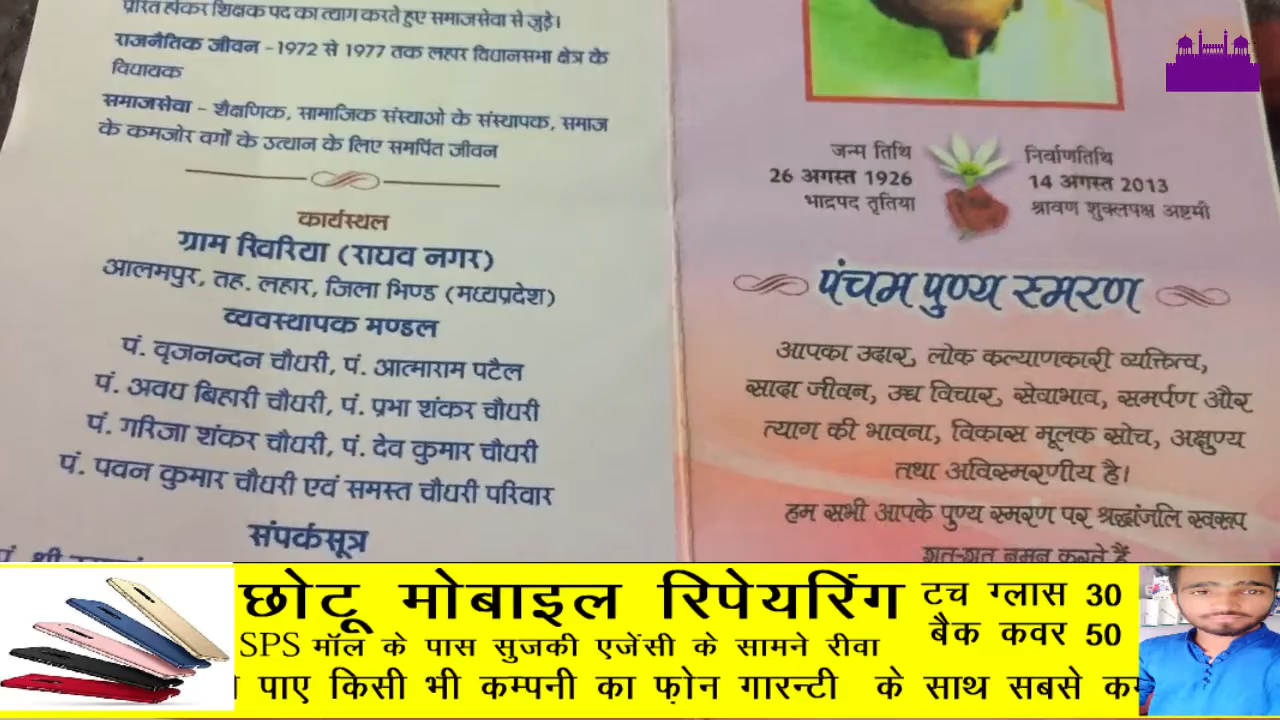 प्रेरित होकर शिक्षक पद का त्याग करते हुए समाजसेवा से जुड़े।
राजनैतिक जीवन -1972 से 1977 तक लहार विधानसभा क्षेत्र के
विधायक
समाजसेवा - शैक्षणिक, सामाजिक संस्थाओ के संस्थापक, समाज
के कमजोर वर्गों के उत्थान के लिए समर्पित जीवन
कार्यस्थल
ग्राम रिवरिया (राघव नगर)
आलमपुर, तह. लहार, जिला भिण्ड (मध्यप्रदेश)
व्यवस्थापक मण्डल
पं. वृजनन्दन चौधरी, पं. आत्माराम पटैल
पं. अवध बिहारी चौधरी, पं. प्रभा शंकर चौधरी
पं. गरिजा शंकर चौधरी, पं. देव कुमार चौधरी
पं. पवन कुमार चौधरी एवं समस्त चौधरी परिवार
संपर्कसूत्र
पं. श्री
जन्म तिथि
26 अगस्त 1926
भाद्रपद तृतिया
निर्वाणतिथि
14 अगस्त 2013
श्रावण शुक्लपक्ष अष्टमी
पंचम पुण्य स्मरण
आपका उदार, लोक कल्याणकारी व्यक्तित्व,
सादा जीवन, उच्च विचार, सेवाभाव, समर्पण और
त्याग की भावना, विकास मूलक सोच, अक्षुण्य
तथा अविस्मरणीय है।
हम सभी आपके पुण्य स्मरण पर श्रद्धांजलि स्वरूप
शत-शत नमन करते हैं
छोटू मोबाइल रिपेयरिंग
SPS मॉल के पास सुजकी एजेंसी के सामने रीवा
टच ग्लास 30
बैक कवर 50
पाए किसी भी कम्पनी का फ़ोन गारन्टी के साथ सबसे